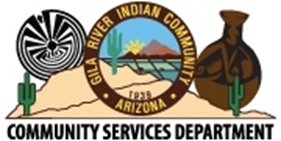 GILA RIVER INDIAN COMMUNITY
1939
ARIZONA
COMMUNITY SERVICES DEPARTMENT